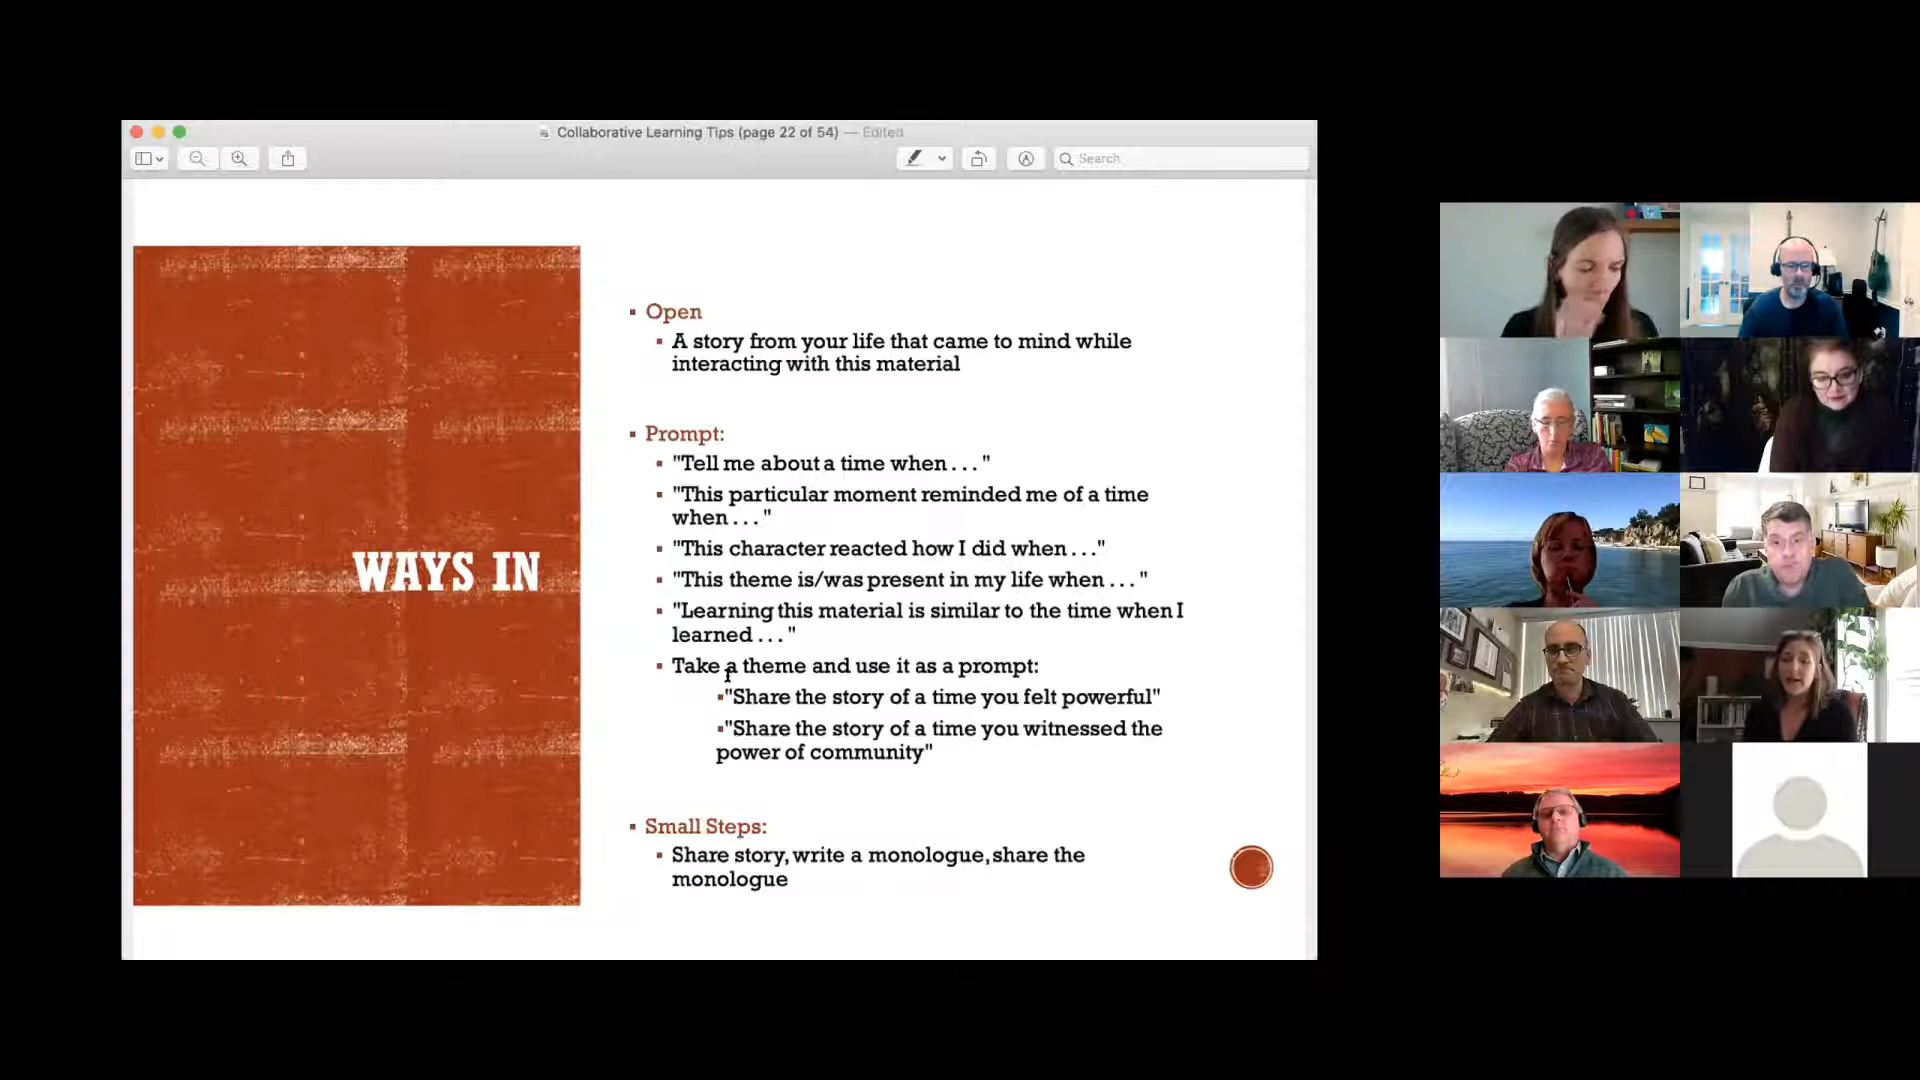 Collaborative Learning Tips (page 22 of 54) — Edited
Search
WAYS IN
Open
A story from your life that came to mind while
interacting with this material
Prompt:
"Tell me about a time when . . . "
"This particular moment reminded me of a time
when . . . "
"This character reacted how I did when . . ."
"This theme is/was present in my life when . . . "
"Learning this material is similar to the time when I
learned . . . "
Take a theme and use it as a prompt:
"Share the story of a time you felt powerful"
"Share the story of a time you witnessed the
power of community"
Small Steps:
Share story, write a monologue, share the
monologue